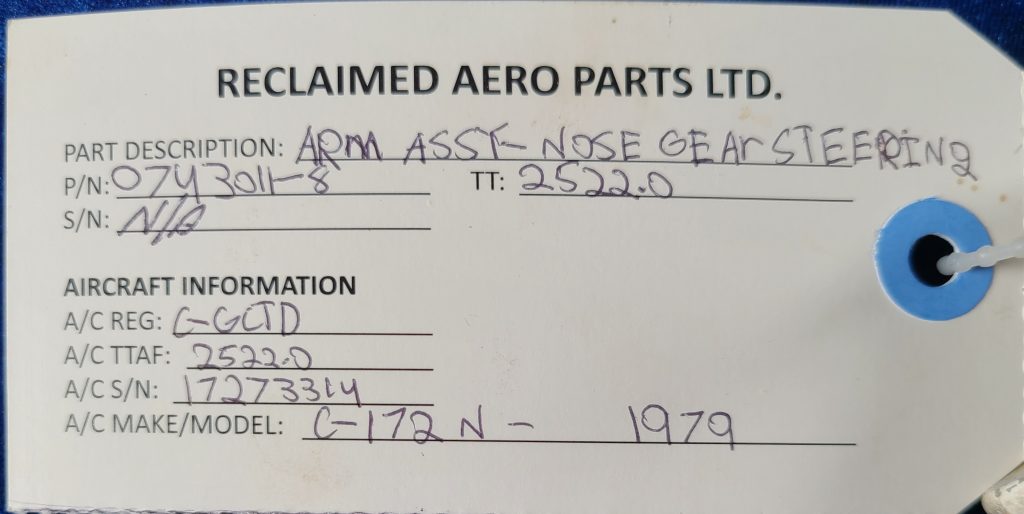 RECLAIMED AERO PARTS LTD.
PART DESCRIPTION: ARM ASSY- NOSE GEAr STEERING
P/N: 0743011-8 TT: 2522.0
S/N: N/A
AIRCRAFT INFORMATION
A/C REG: C-GCTD
A/C TTAF: 2522.0
A/C S/N: 17273314
A/C MAKE/MODEL: C-172 N - 1979